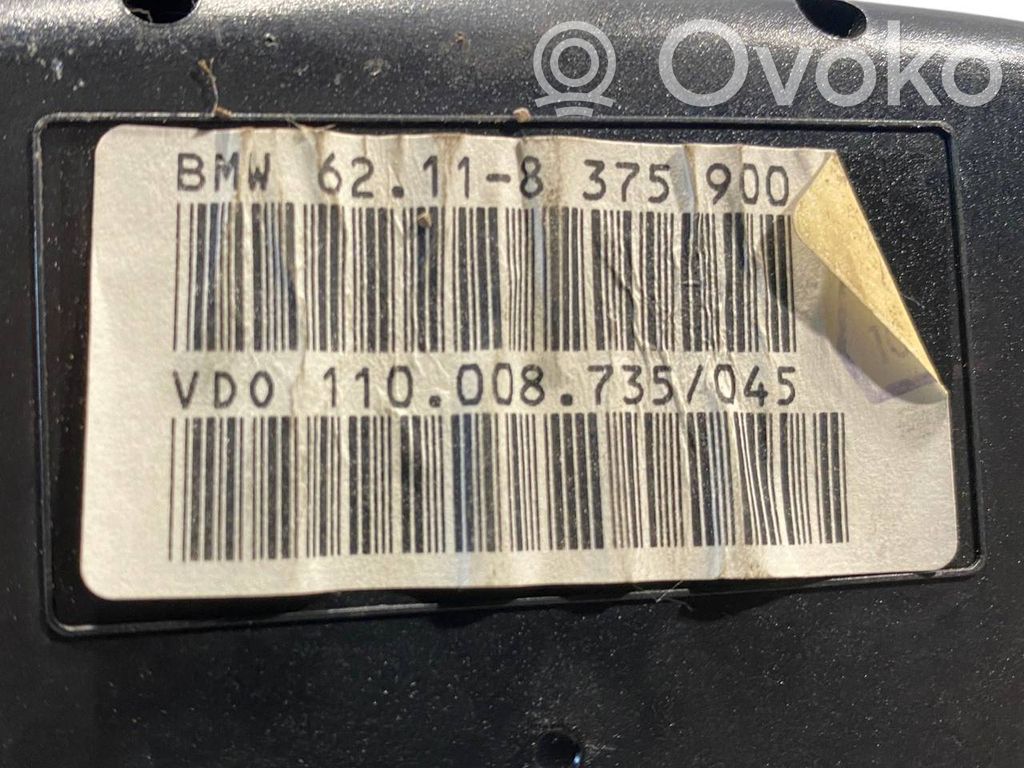 Ovoko
BMW 62.11-8 375 900
VDO 110.008.735/045